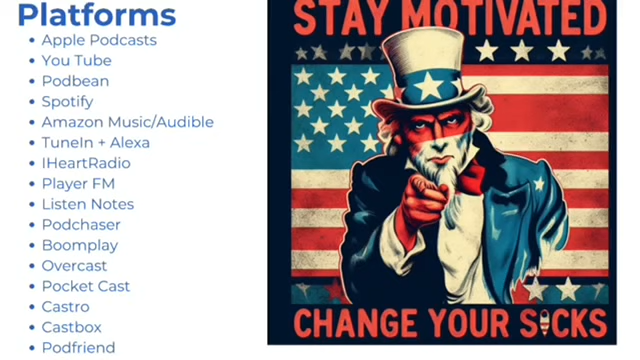 Platforms
Apple Podcasts
You Tube
Podbean
Spotify
Amazon Music/Audible
TuneIn + Alexa
IHeartRadio
Player FM
Listen Notes
Podchaser
Boomplay
Overcast
Pocket Cast
Castro
Castbox
Podfriend
STAY MOTIVATED
CHANGE YOUR SOCKS